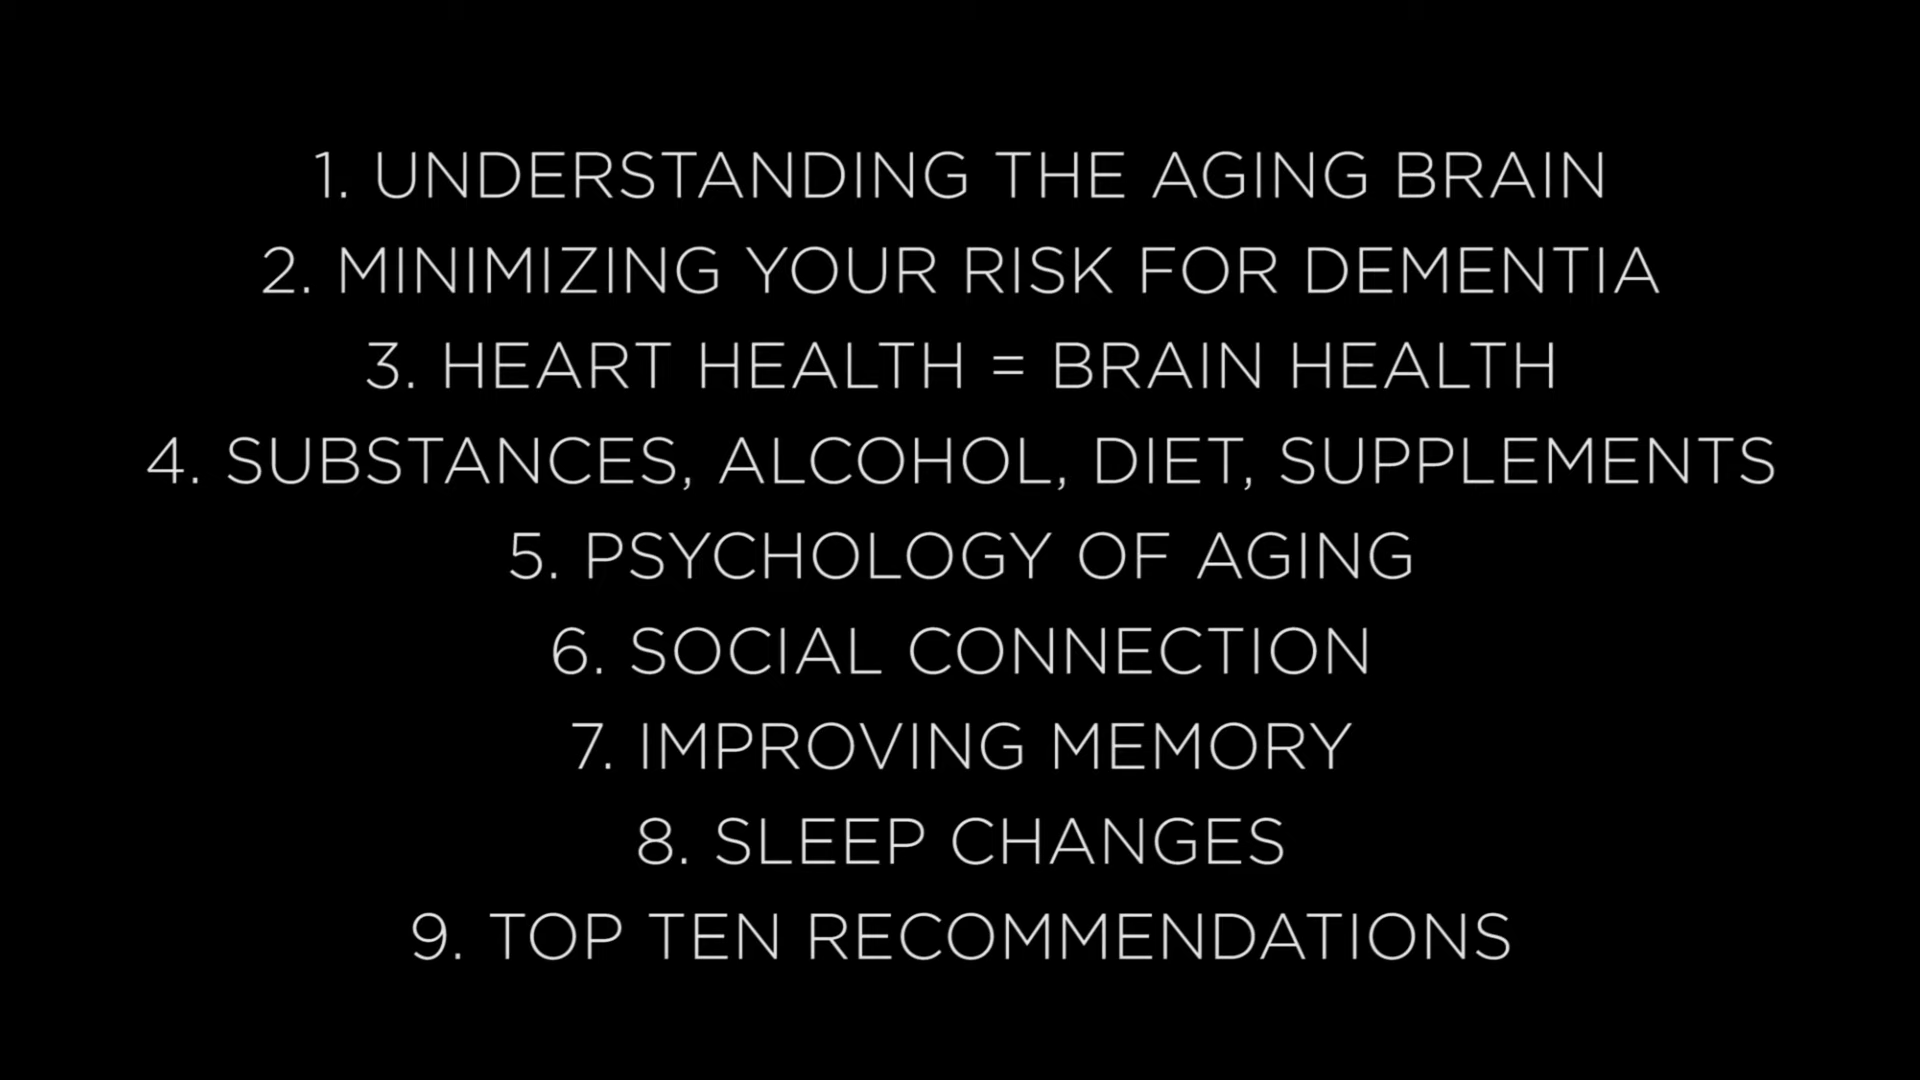 1. UNDERSTANDING THE AGING BRAIN
2. MINIMIZING YOUR RISK FOR DEMENTIA
3. HEART HEALTH = BRAIN HEALTH
4. SUBSTANCES, ALCOHOL, DIET, SUPPLEMENTS
5. PSYCHOLOGY OF AGING
6. SOCIAL CONNECTION
7. IMPROVING MEMORY
8. SLEEP CHANGES
9. TOP TEN RECOMMENDATIONS